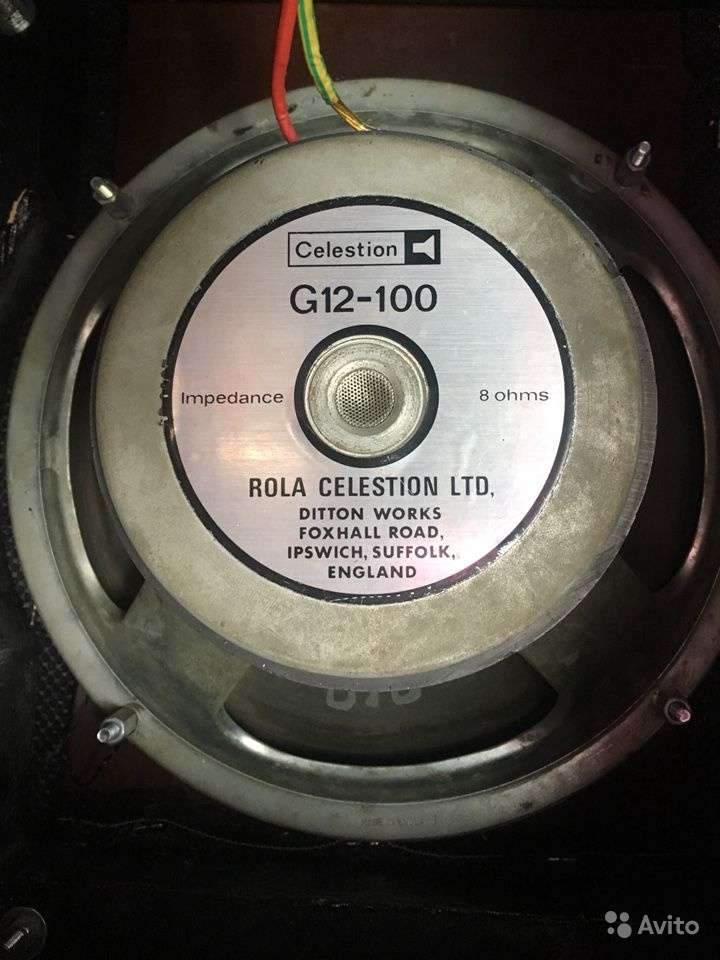 Celestion
G12-100
Impedance
8 ohms
ROLA CELESTION LTD,
DITTON WORKS
FOXHALL ROAD,
IPSWICH, SUFFOLK,
ENGLAND
Avito